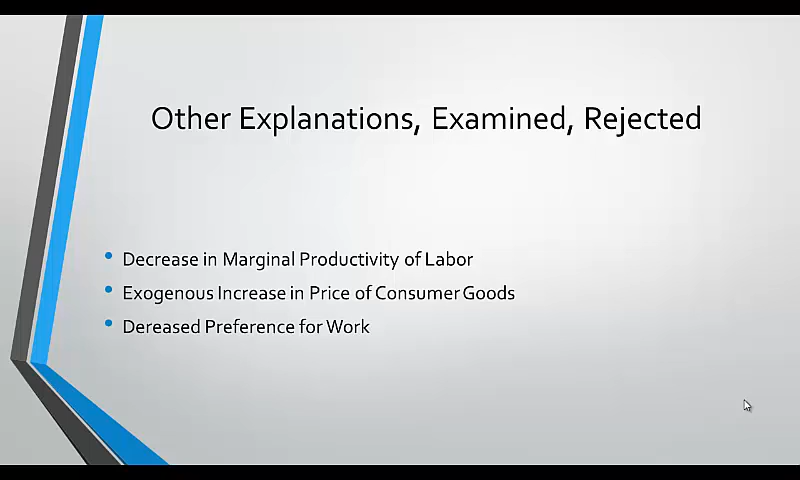 Other Explanations, Examined, Rejected
• Decrease in Marginal Productivity of Labor
• Exogenous Increase in Price of Consumer Goods
• Dereased Preference for Work